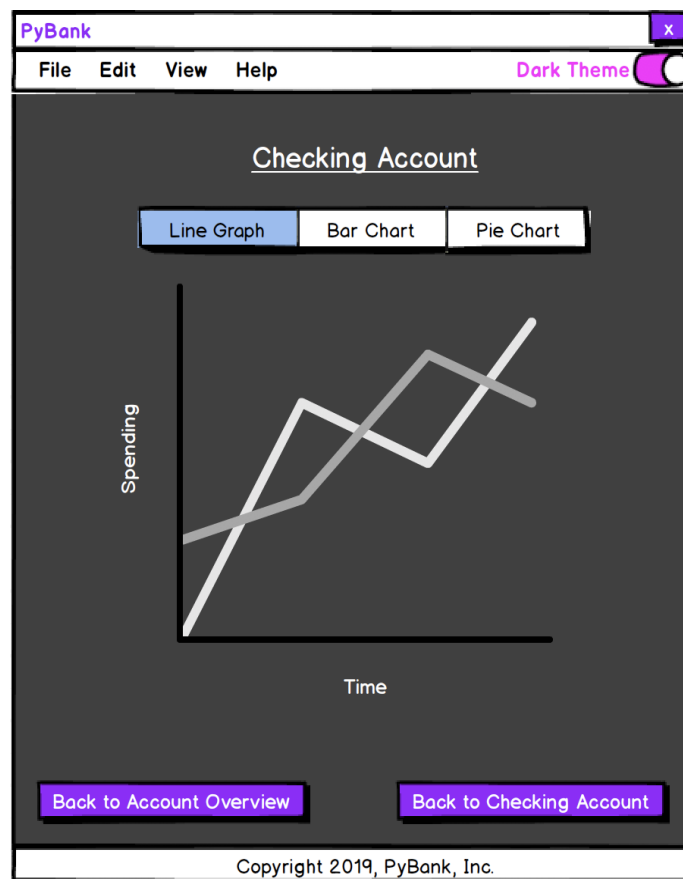 PyBank x
File Edit View Help Dark Theme
Checking Account
Line Graph Bar Chart Pie Chart
Spending
Time
Back to Account Overview Back to Checking Account
Copyright 2019, PyBank, Inc.